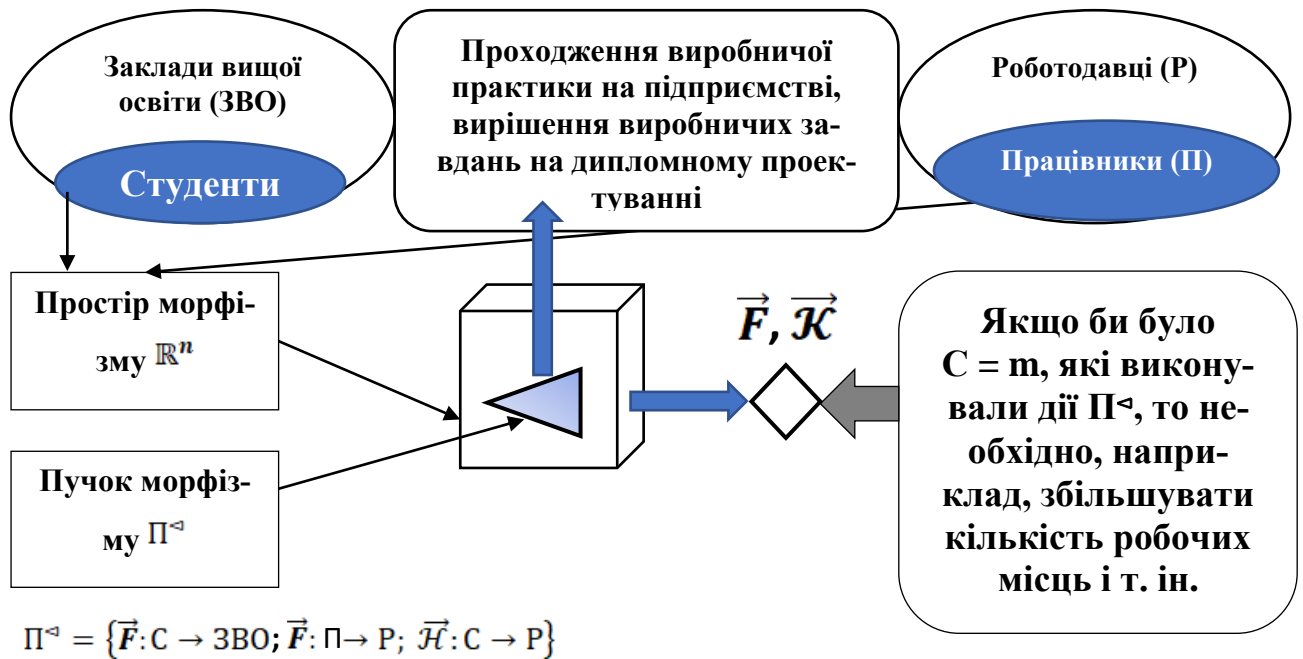 Заклади вищої
освіти (ЗВО)
Студенти
Проходження виробничої
практики на підприємстві,
вирішення виробничих за-
вдань на дипломному проек-
туванні
Роботодавці (Р)
Працівники (П)
Простір морфі-
зму ℝⁿ
Пучок морфіз-
му П⊲
F⃗, 𝒦⃗
Якщо би було
С = m, які викону-
вали дії П⊲, то не-
обхідно, напри-
клад, збільшувати
кількість робочих
місць і т. ін.
П⊲ = {F⃗: С → ЗВО; F⃗: П→ Р; ℋ⃗: С → Р}